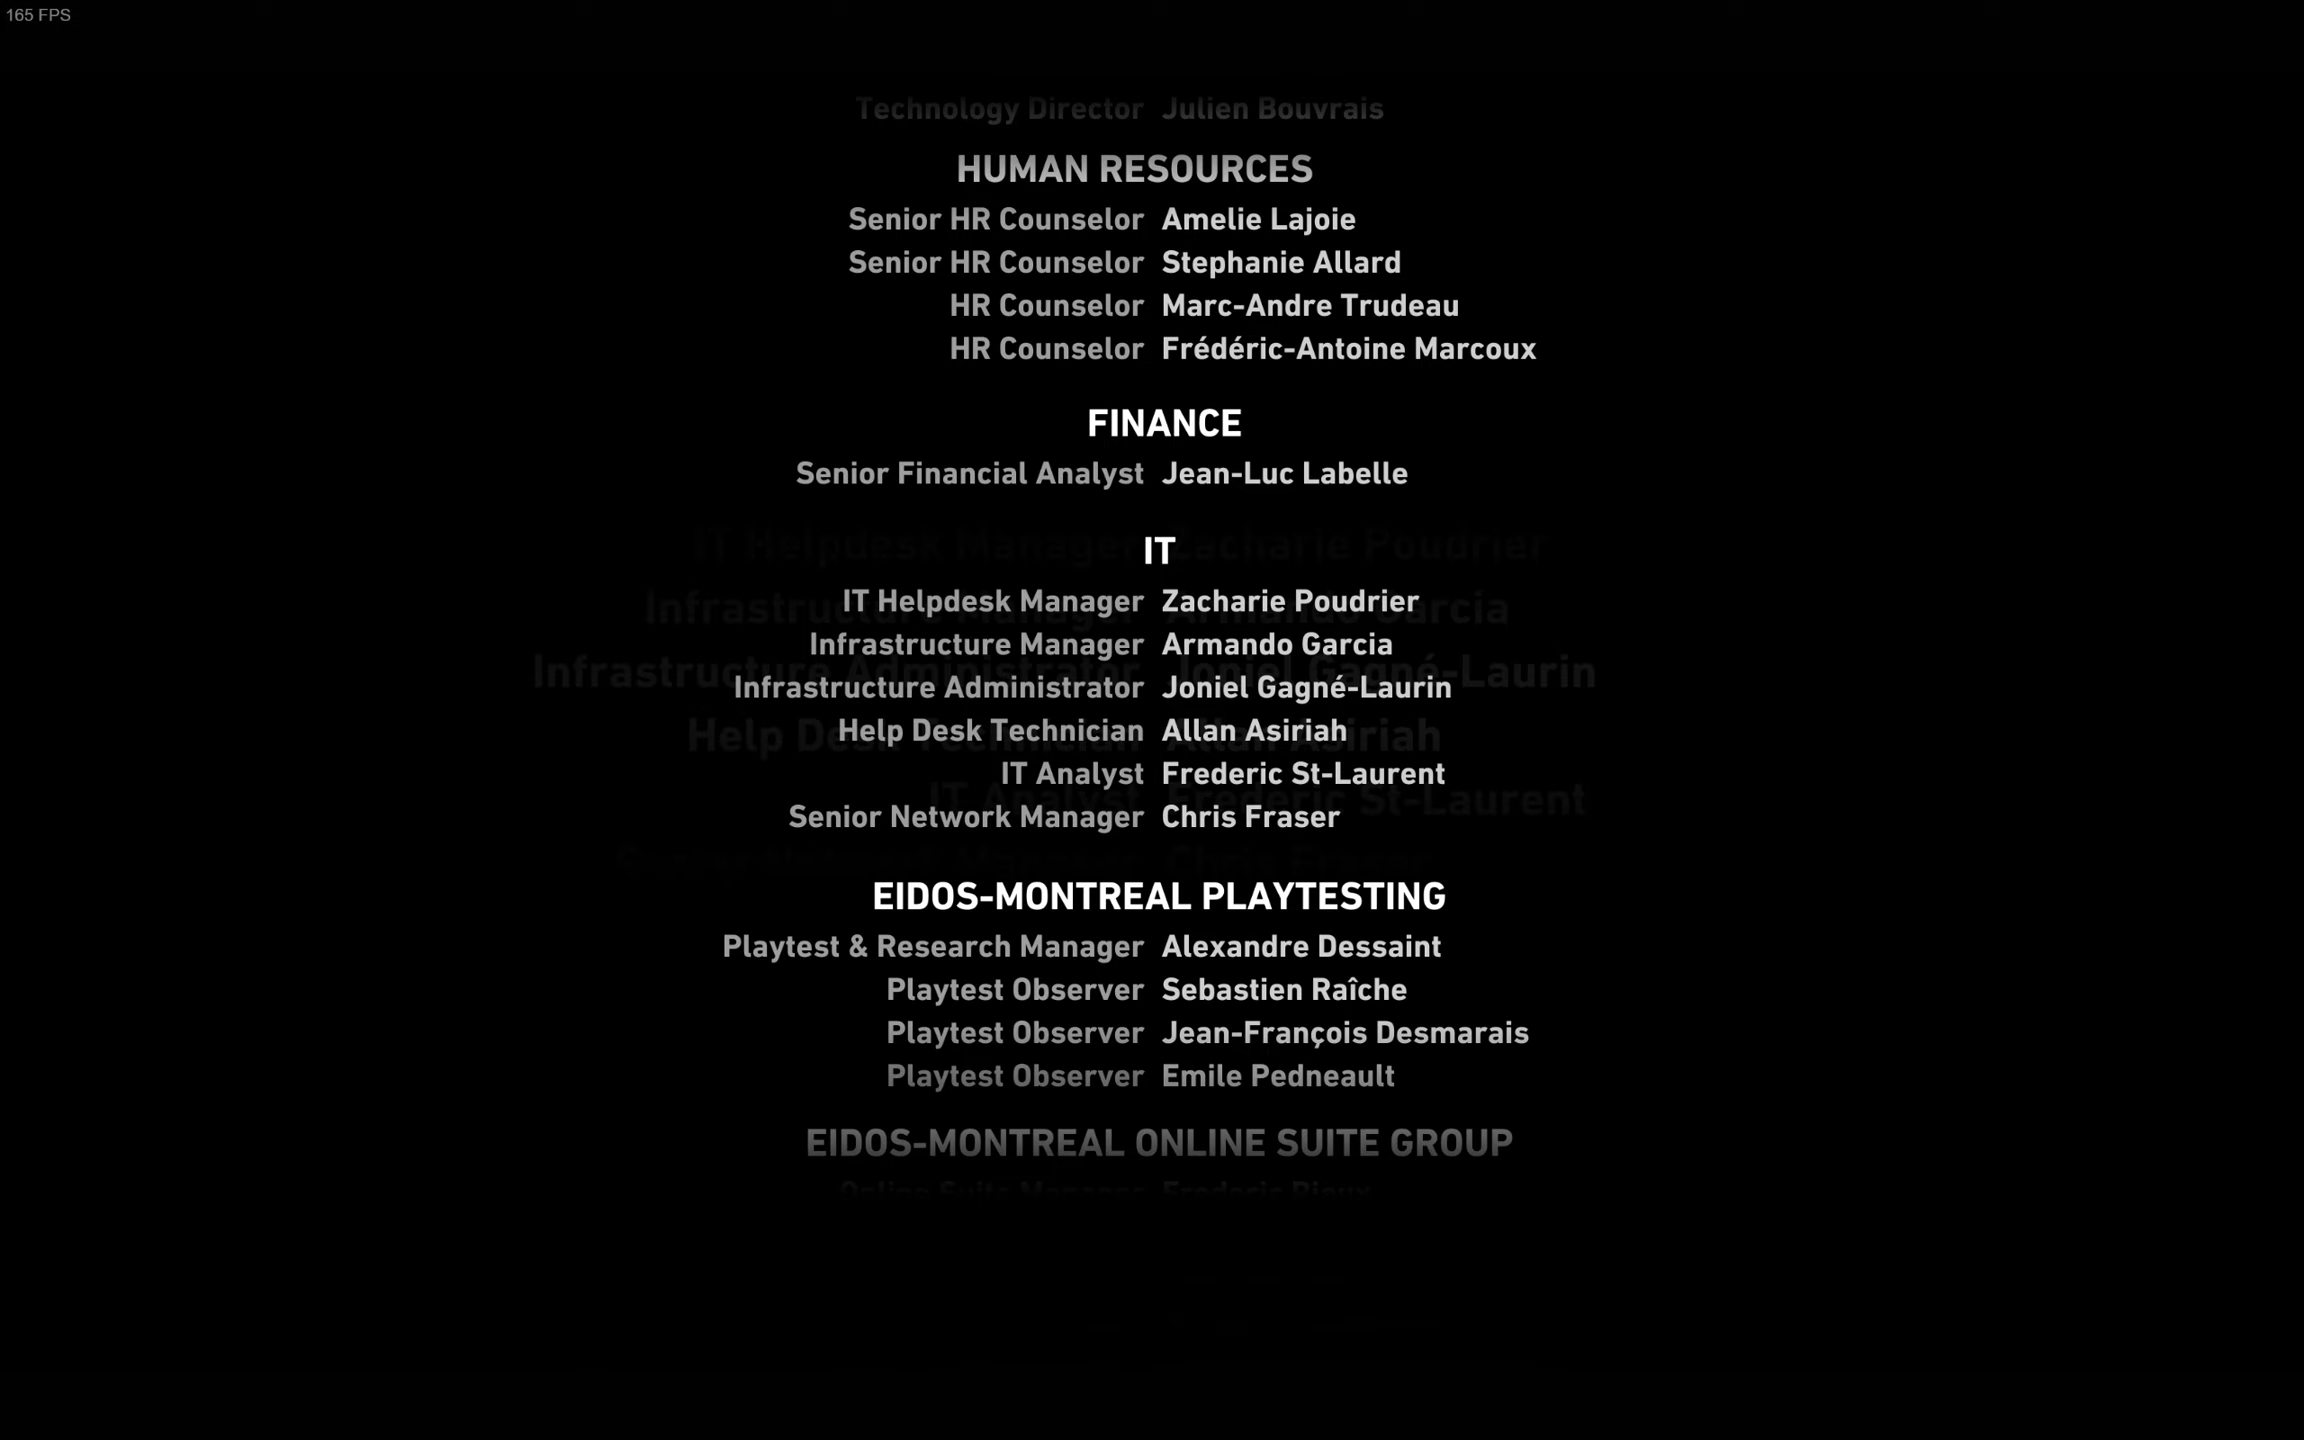 165 FPS
Technology Director Julien Bouvrais
HUMAN RESOURCES
Senior HR Counselor Amelie Lajoie
Senior HR Counselor Stephanie Allard
HR Counselor Marc-Andre Trudeau
HR Counselor Frédéric-Antoine Marcoux
FINANCE
Senior Financial Analyst Jean-Luc Labelle
IT
IT Helpdesk Manager Zacharie Poudrier
Infrastructure Manager Armando Garcia
Infrastructure Administrator Joniel Gagné-Laurin
Help Desk Technician Allan Asiriah
IT Analyst Frederic St-Laurent
Senior Network Manager Chris Fraser
EIDOS-MONTREAL PLAYTESTING
Playtest & Research Manager Alexandre Dessaint
Playtest Observer Sebastien Raîche
Playtest Observer Jean-François Desmarais
Playtest Observer Emile Pedneault
EIDOS-MONTREAL ONLINE SUITE GROUP
Online Suite Manager Frederic